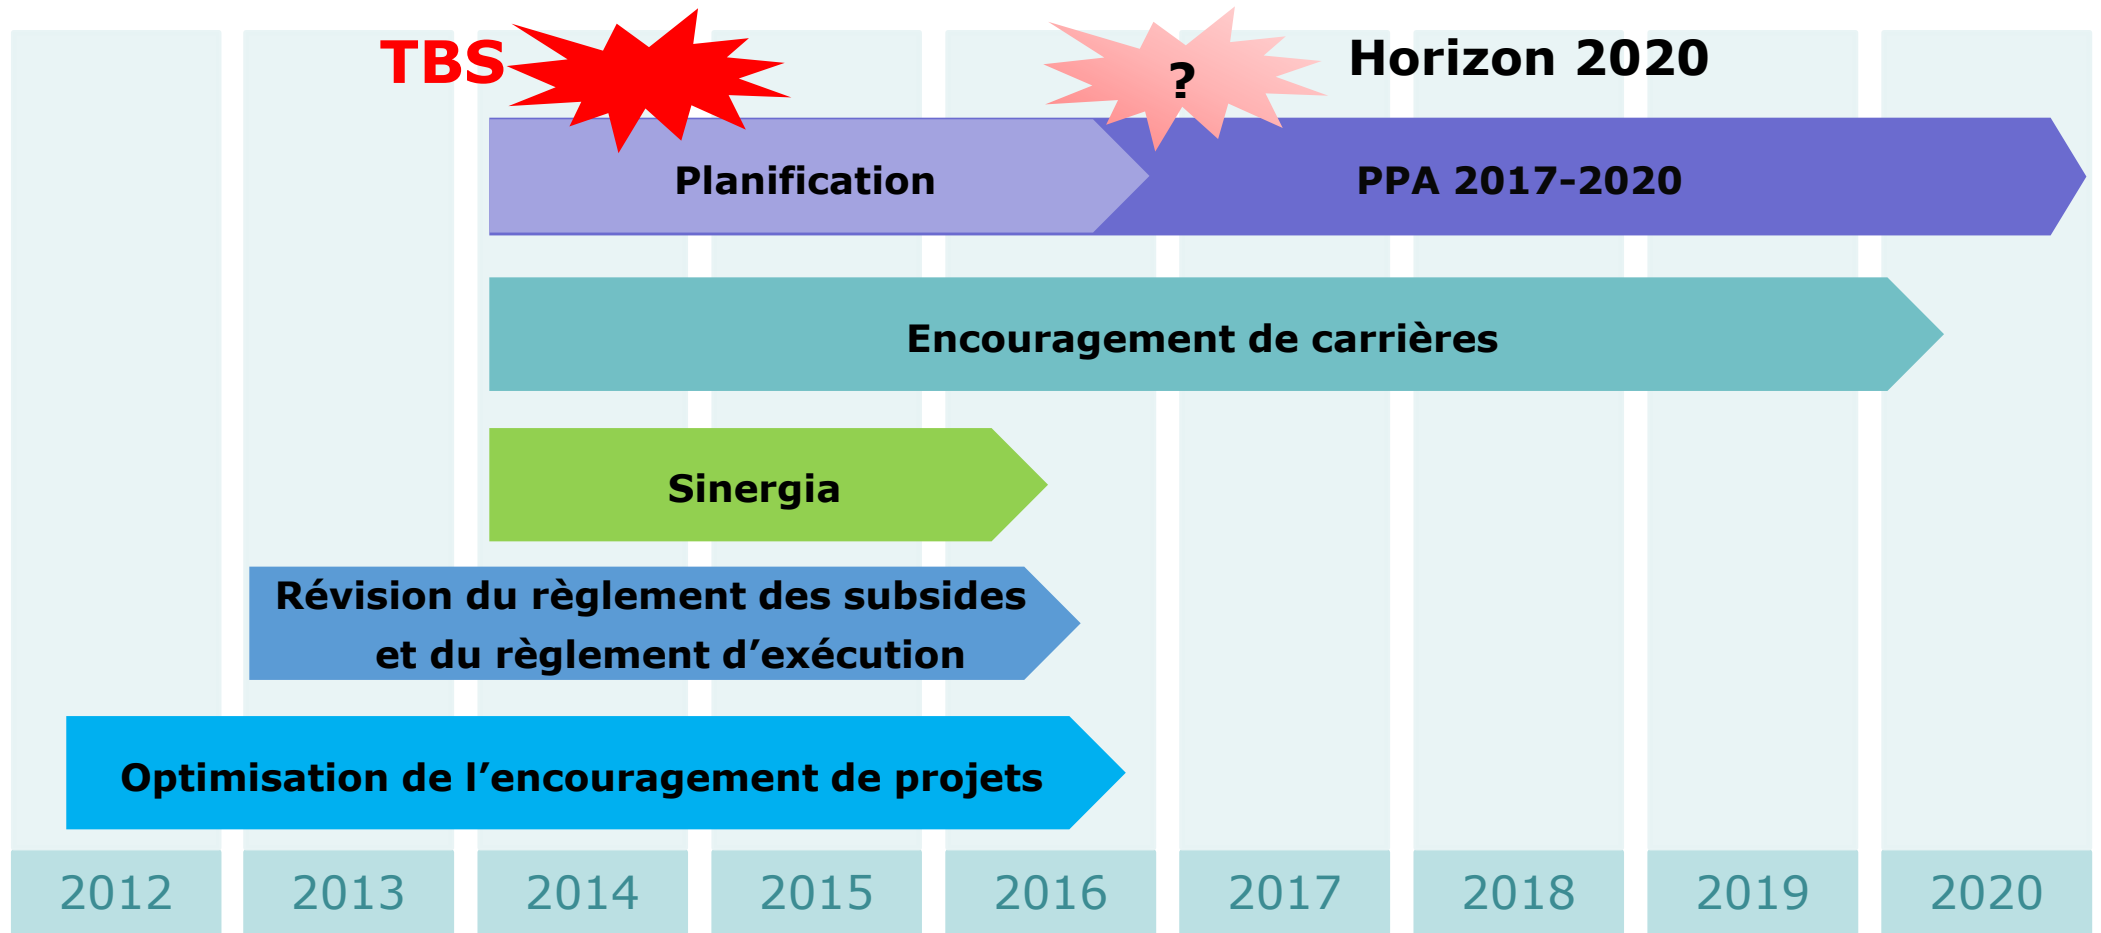 TBS
?
Horizon 2020
Planification
PPA 2017-2020
Encouragement de carrières
Sinergia
Révision du règlement des subsides
et du règlement d’exécution
Optimisation de l’encouragement de projets
2012
2013
2014
2015
2016
2017
2018
2019
2020